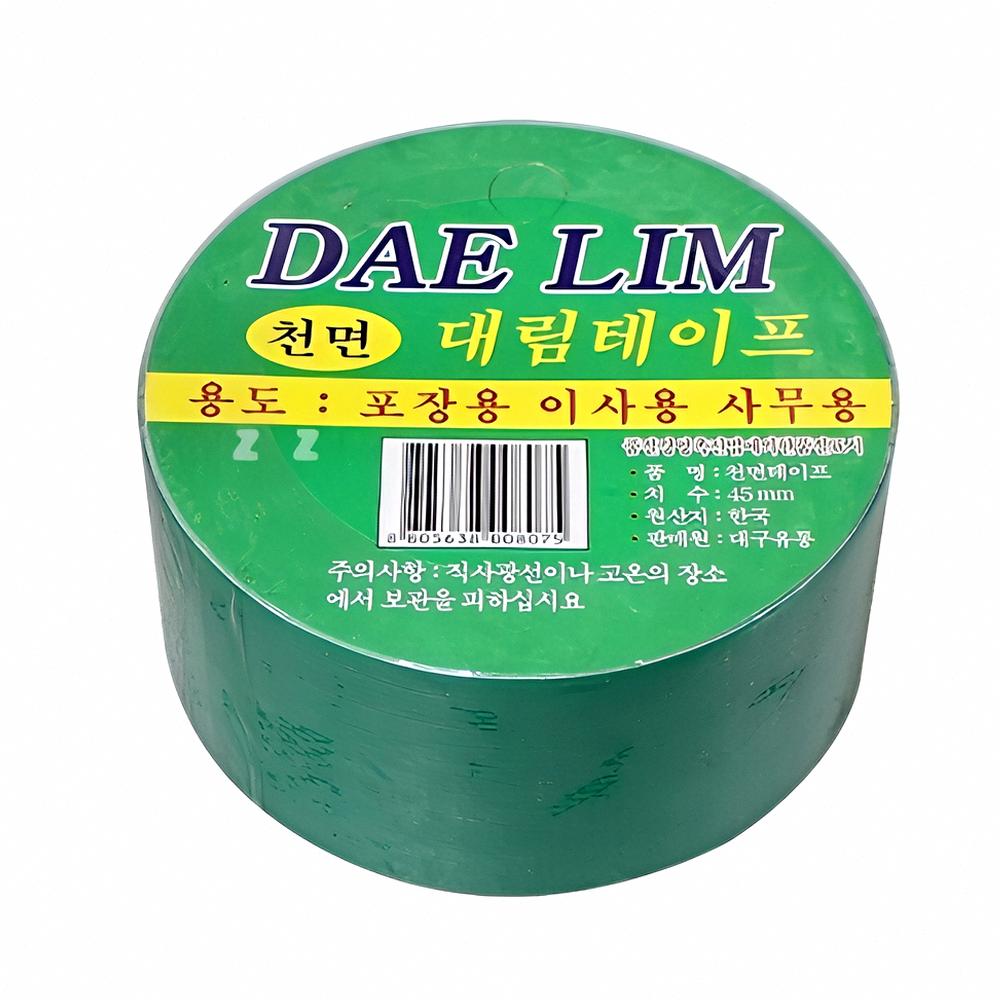 DAE LIM
천면 대림테이프
용도 : 포장용 이사용 사무용
Z Z
· 품 명 : 천면테이프
· 치 수 : 45 mm
· 원산지 : 한국
· 판매원 : 대구유통
주의사항 : 직사광선이나 고온의 장소
에서 보관을 피하십시요